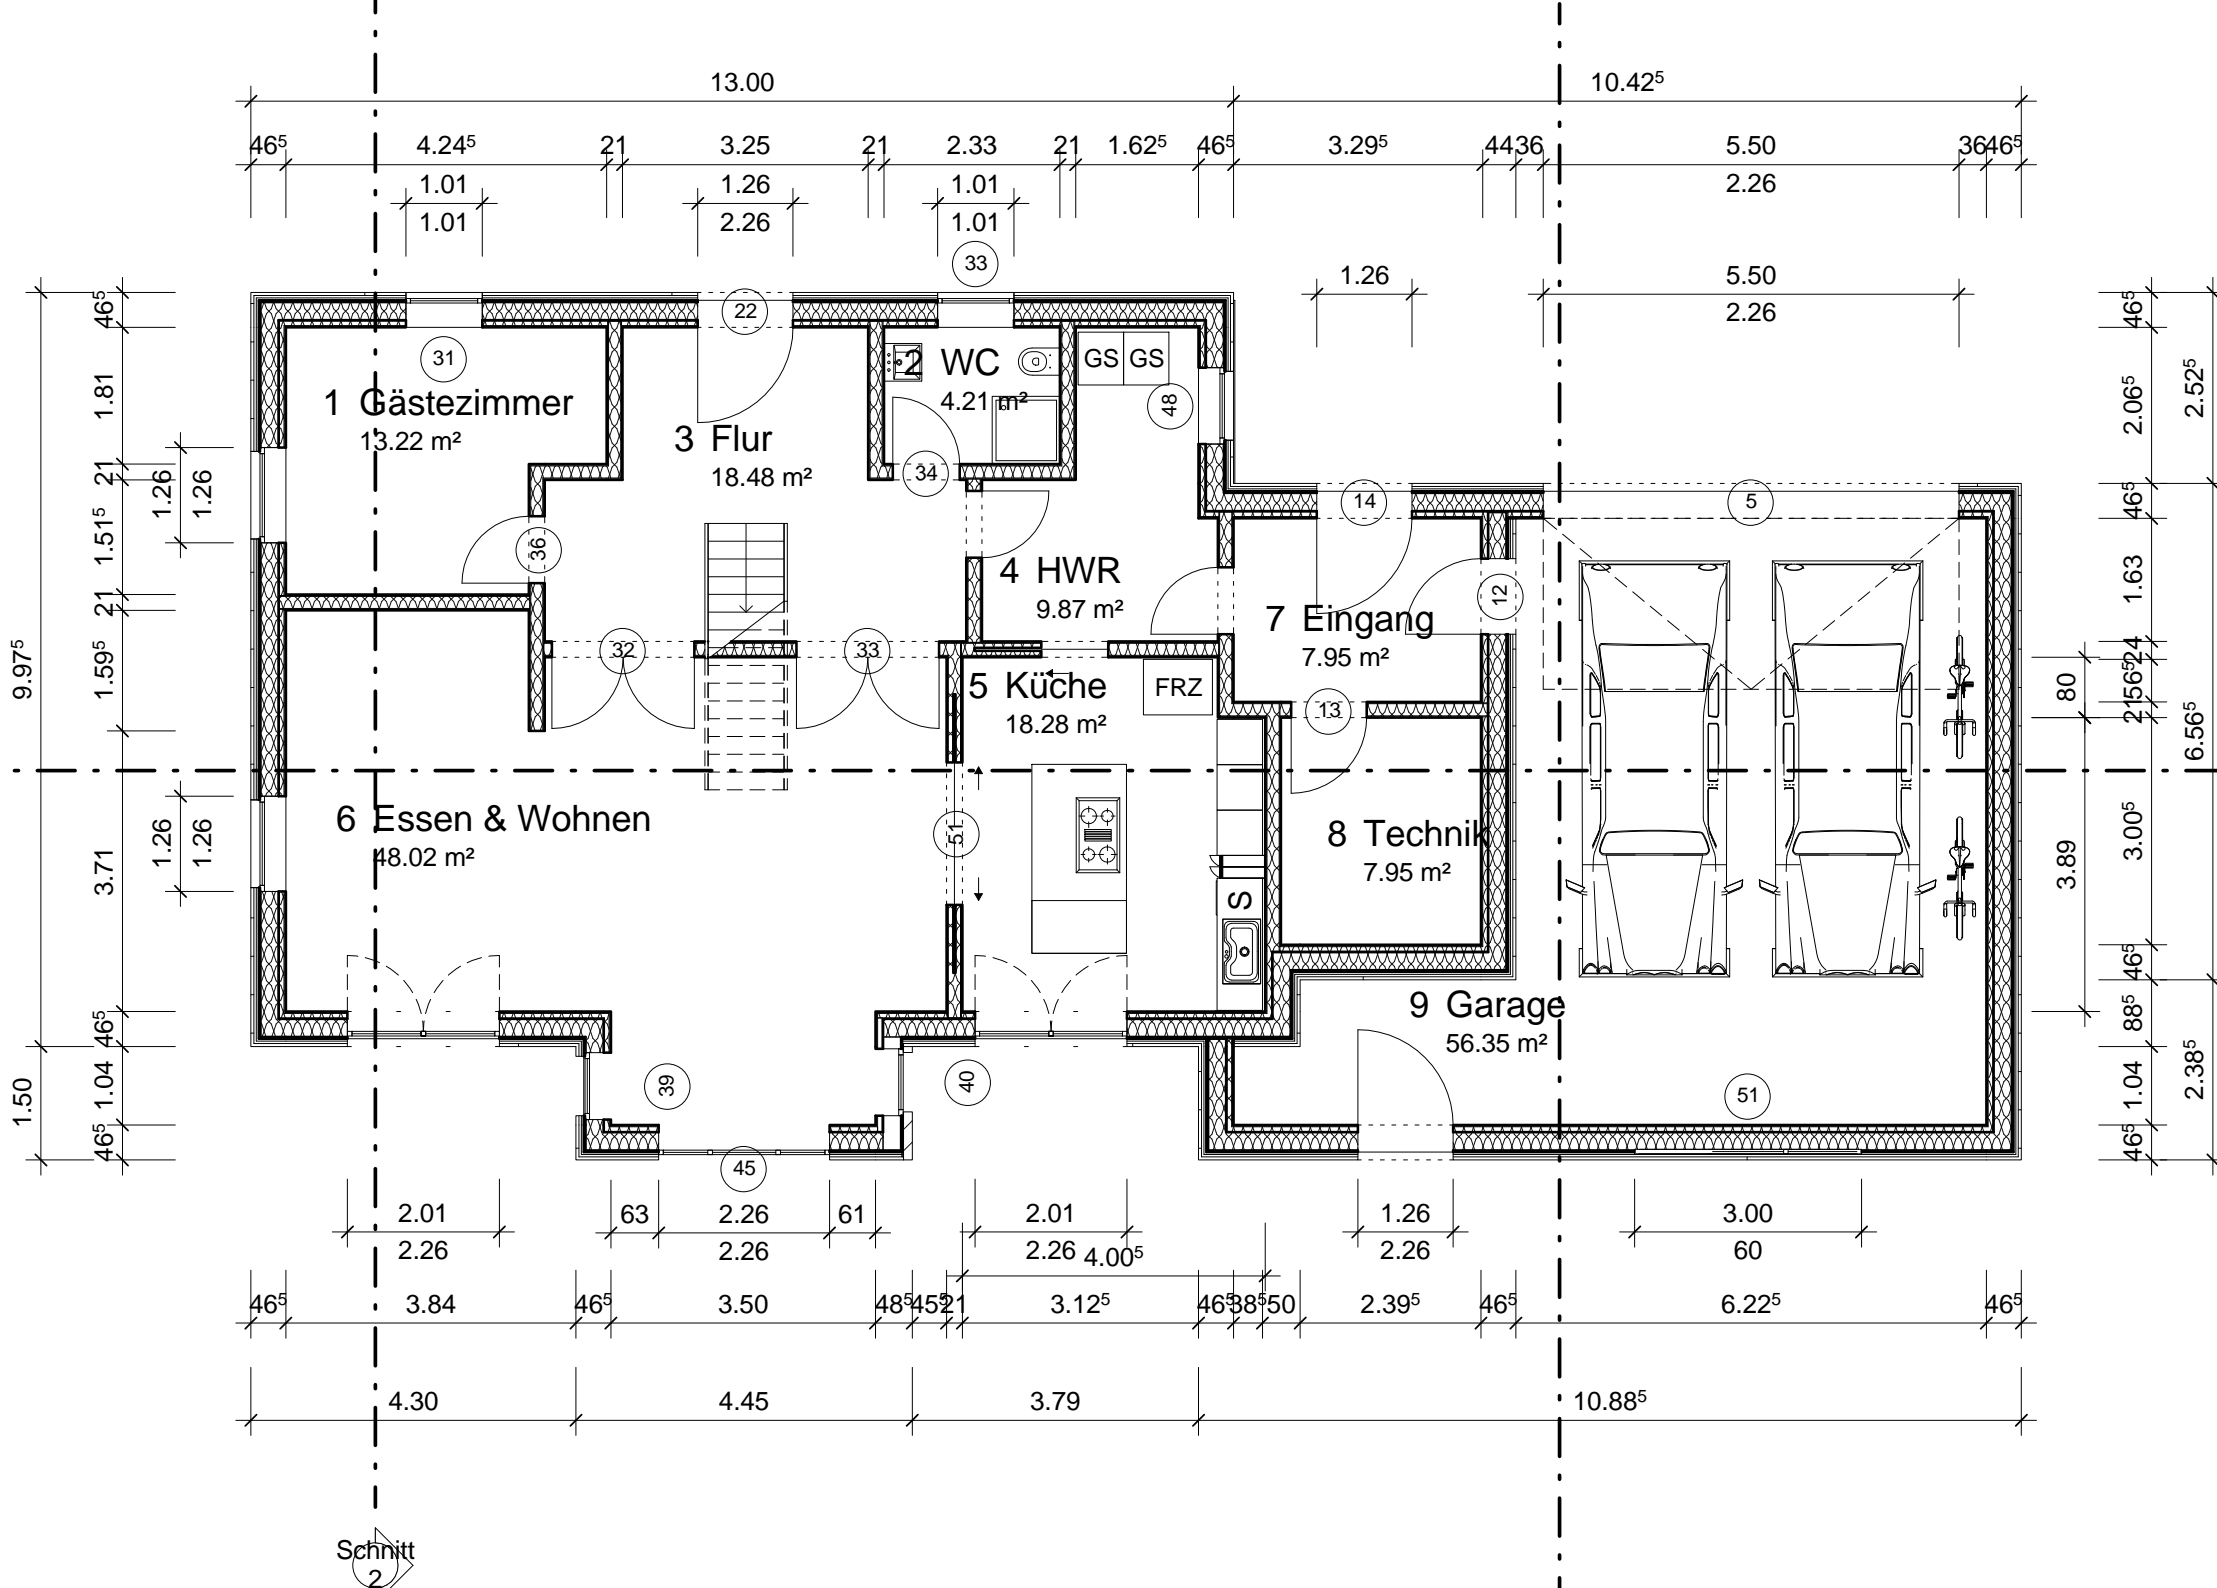 13.00 10.42⁵
46⁵ 4.24⁵ 21 3.25 21 2.33 21 1.62⁵ 46⁵ 3.29⁵ 44 36 5.50 36 46⁵
2.26
1.01 1.26 1.01
1.01 2.26 1.01
33
1.26 5.50
2.26
22
31
1 Gästezimmer
13.22 m²
2 WC
4.21 m²
GS GS
48
3 Flur
18.48 m²
34
36
14
5
12
4 HWR
9.87 m²
7 Eingang
7.95 m²
32
33
13
5 Küche
18.28 m²
FRZ
6 Essen & Wohnen
48.02 m²
51
8 Technik
7.95 m²
S
9 Garage
56.35 m²
39
40
51
45
9.97⁵
1.50
46⁵
1.81
21
1.51⁵
21
1.59⁵
3.71
46⁵
1.04
46⁵
1.26
1.26
1.26
1.26
46⁵
2.06⁵
46⁵
1.63
24
56⁵
21
3.00⁵
46⁵
88⁵
1.04
46⁵
80
3.89
2.52⁵
6.56⁵
2.38⁵
2.01 63 2.26 61 2.01 1.26 3.00
2.26 2.26 2.26 2.26 60
4.00⁵
46⁵ 3.84 46⁵ 3.50 48⁵ 45⁵ 21 3.12⁵ 46⁵ 38⁵ 50 2.39⁵ 46⁵ 6.22⁵ 46⁵
4.30 4.45 3.79 10.88⁵
Schnitt
2